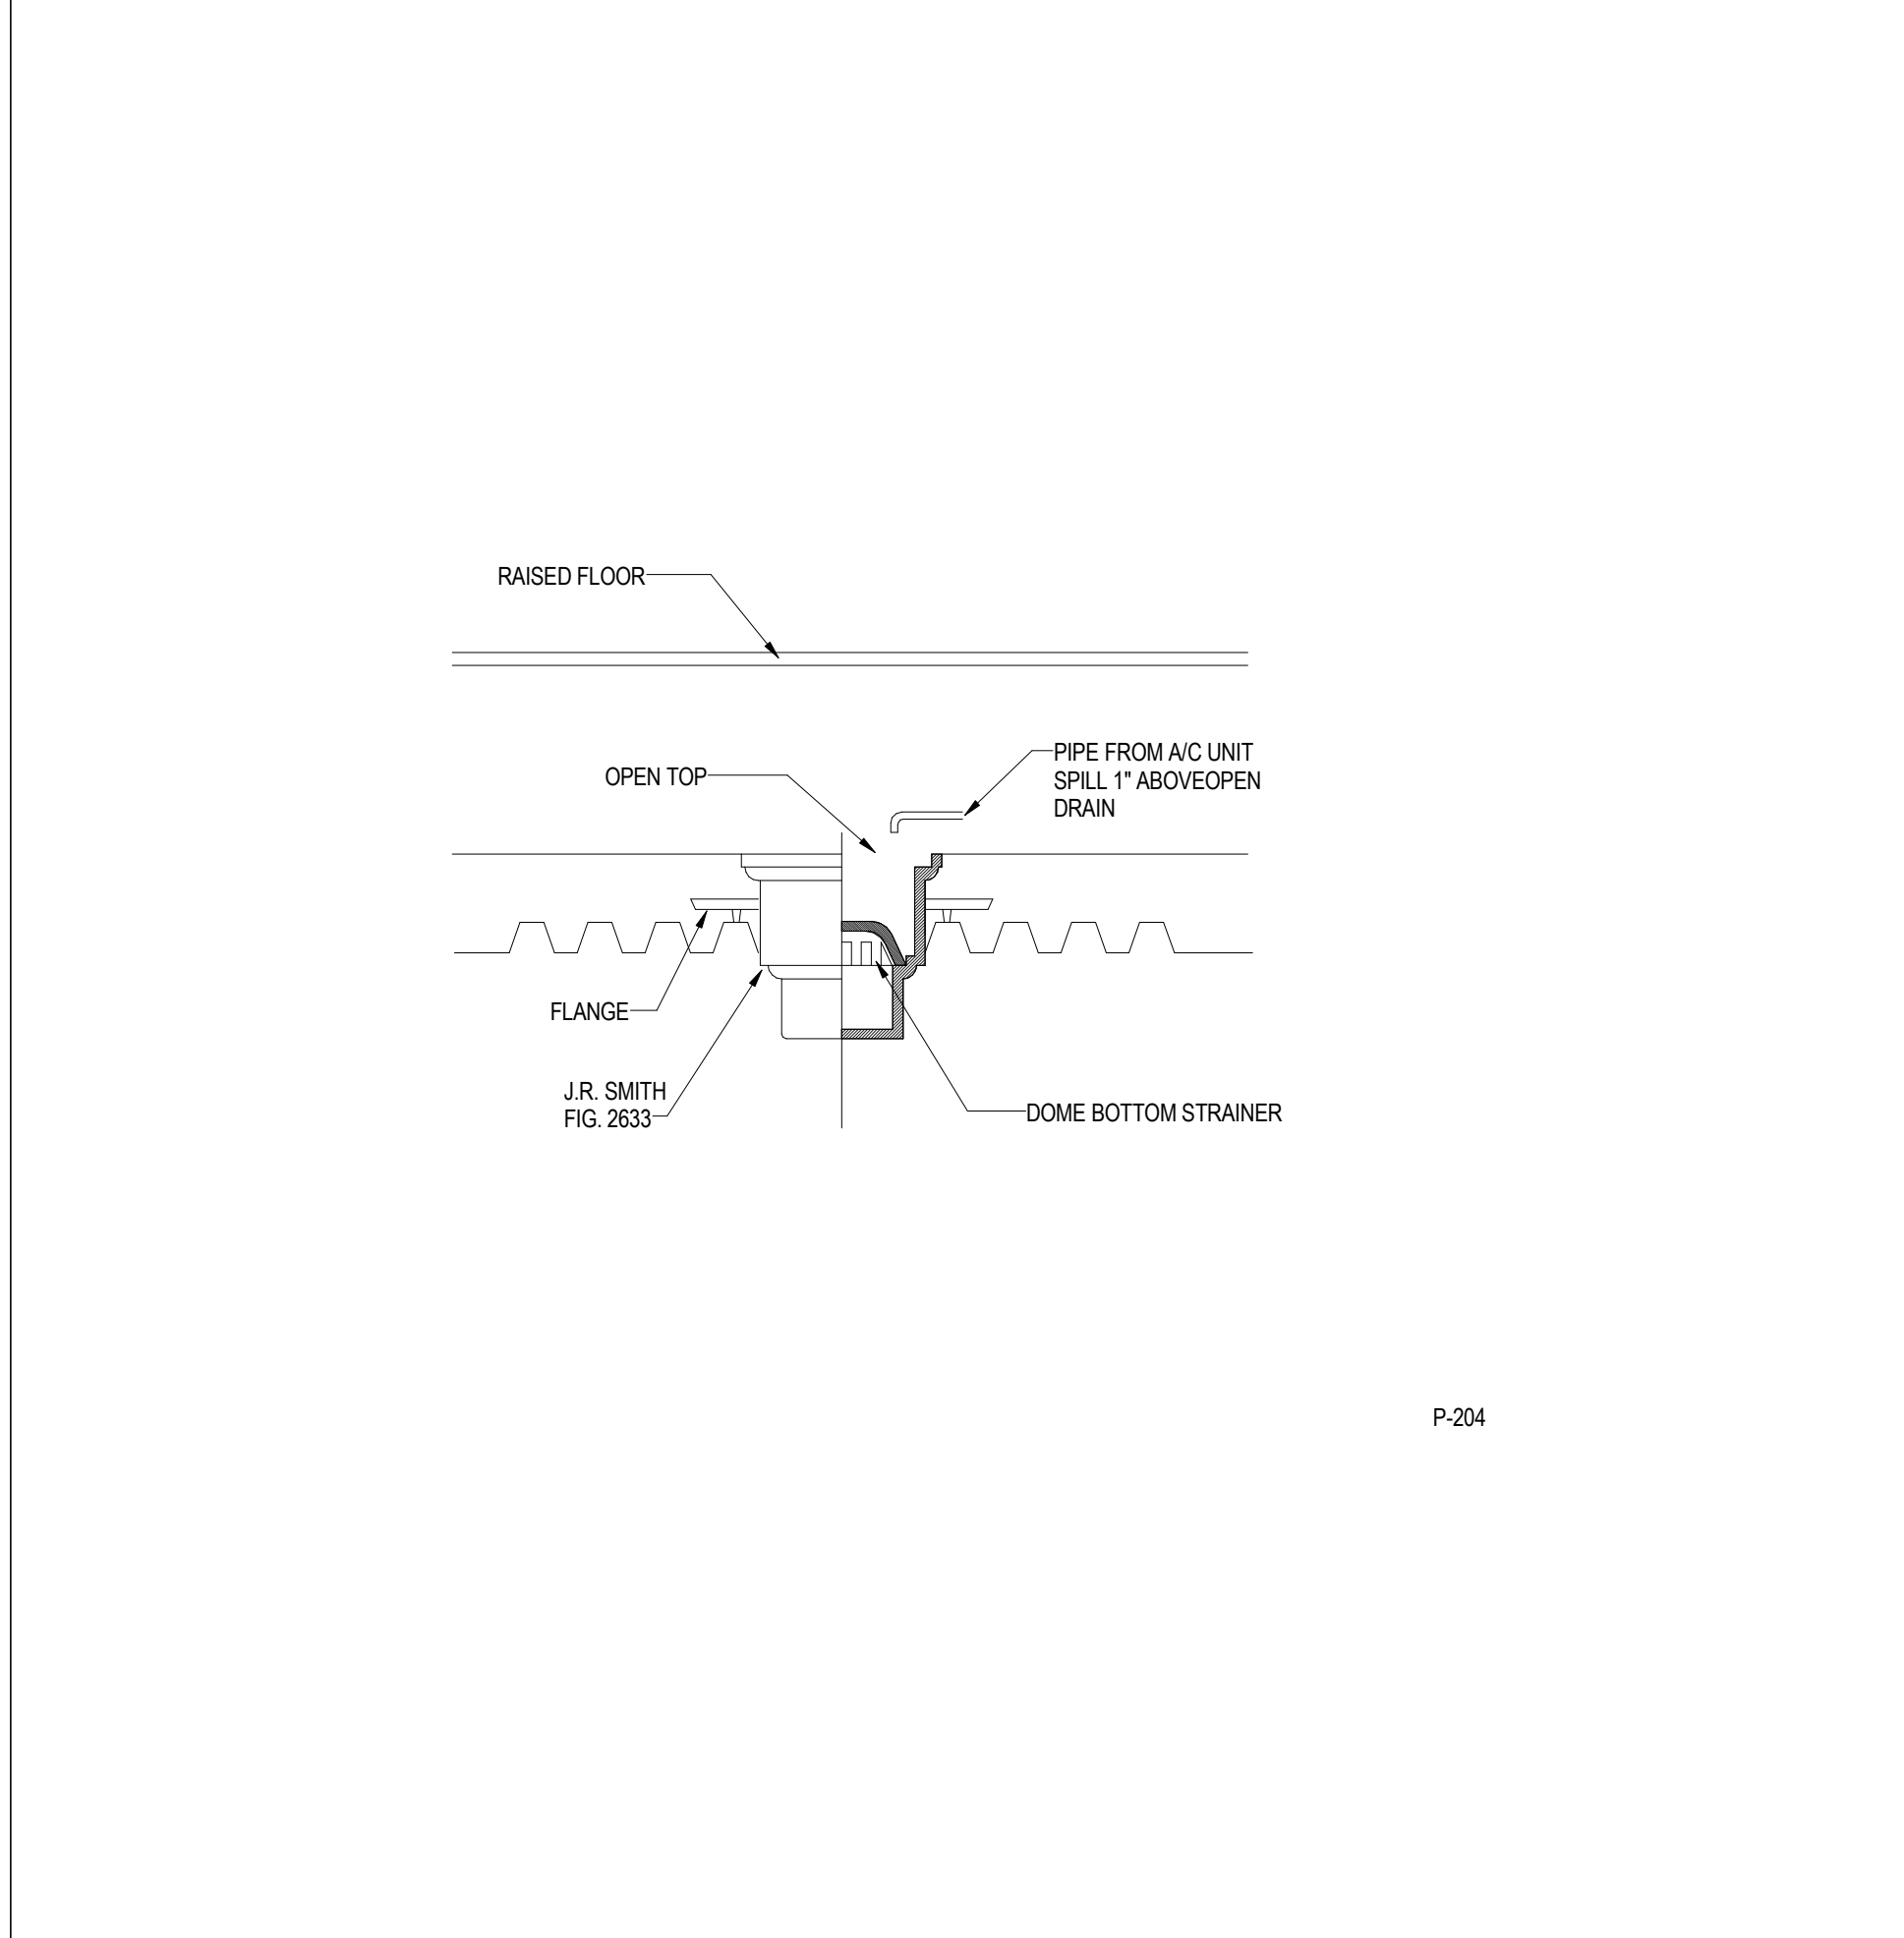 RAISED FLOOR
PIPE FROM A/C UNIT
SPILL 1" ABOVEOPEN
DRAIN
OPEN TOP
FLANGE
J.R. SMITH
FIG. 2633
DOME BOTTOM STRAINER
P-204